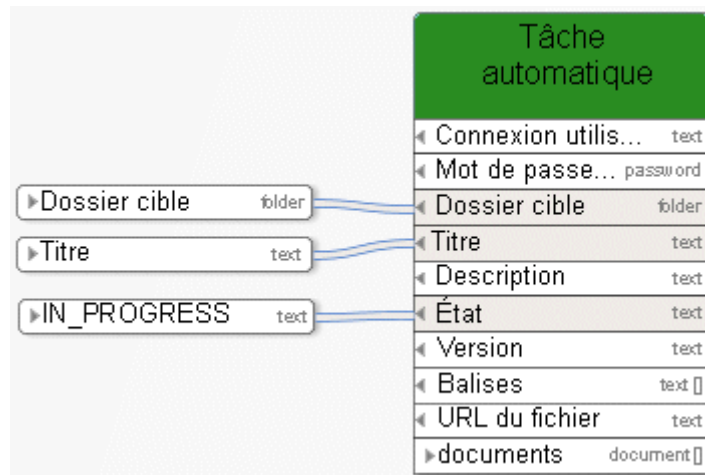 Tâche
automatique
Connexion utilis... text
Mot de passe... password
Dossier cible folder
Dossier cible folder
Titre text
Titre text
Description text
IN_PROGRESS text
État text
Version text
Balises text []
URL du fichier text
documents document[]